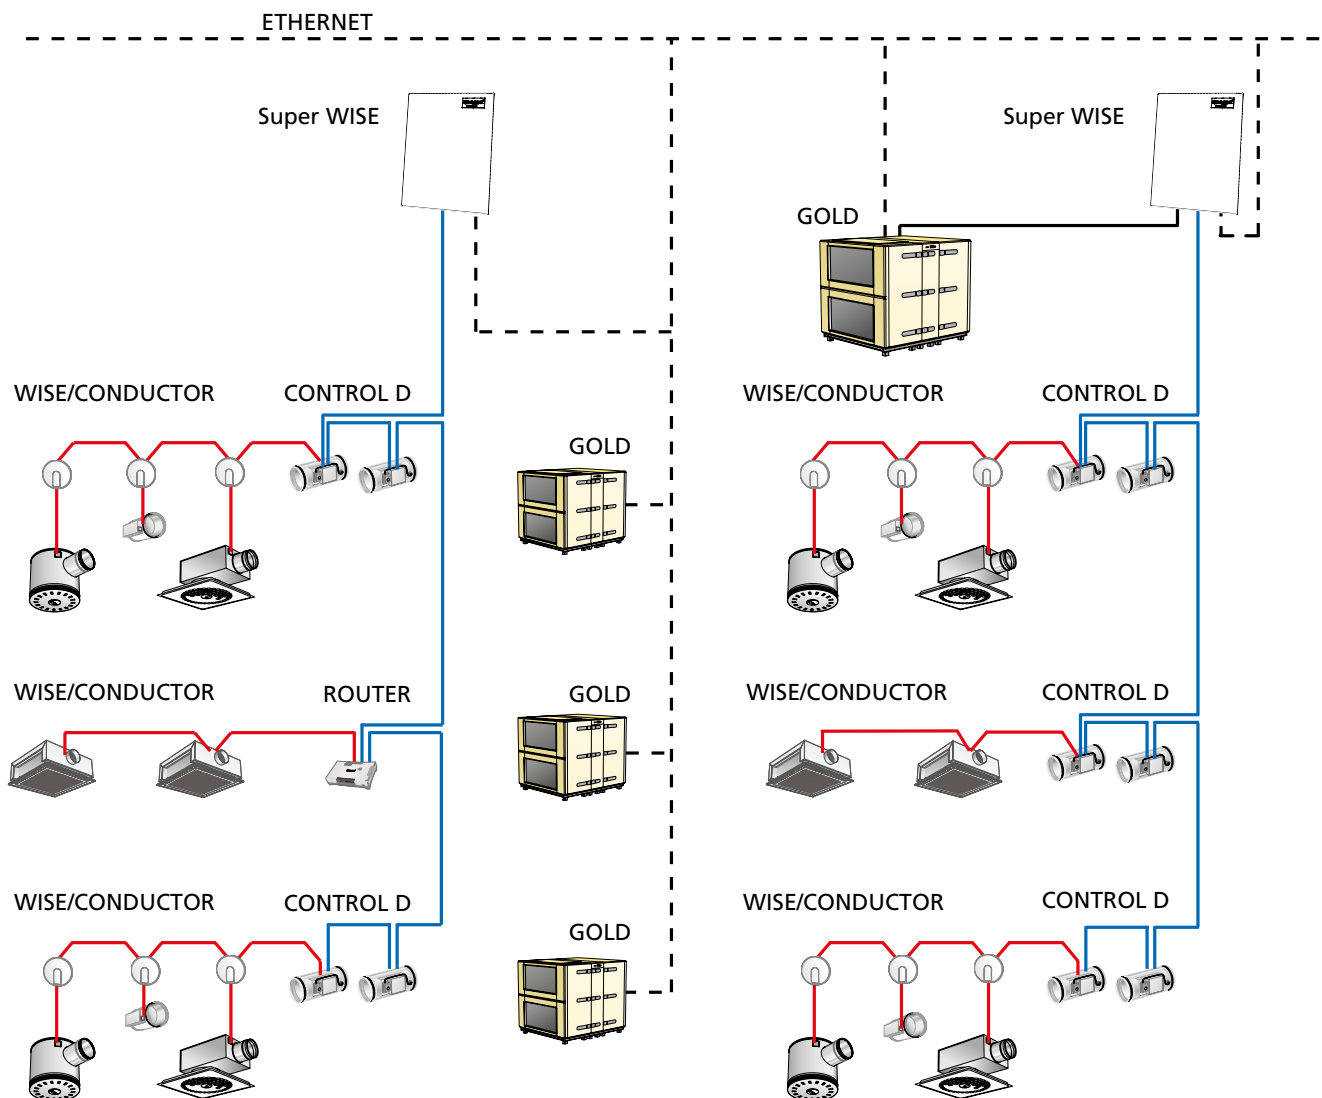 ETHERNET
Super WISE
Super WISE
GOLD
WISE/CONDUCTOR
CONTROL D
WISE/CONDUCTOR
CONTROL D
GOLD
WISE/CONDUCTOR
ROUTER
GOLD
WISE/CONDUCTOR
CONTROL D
WISE/CONDUCTOR
CONTROL D
GOLD
WISE/CONDUCTOR
CONTROL D